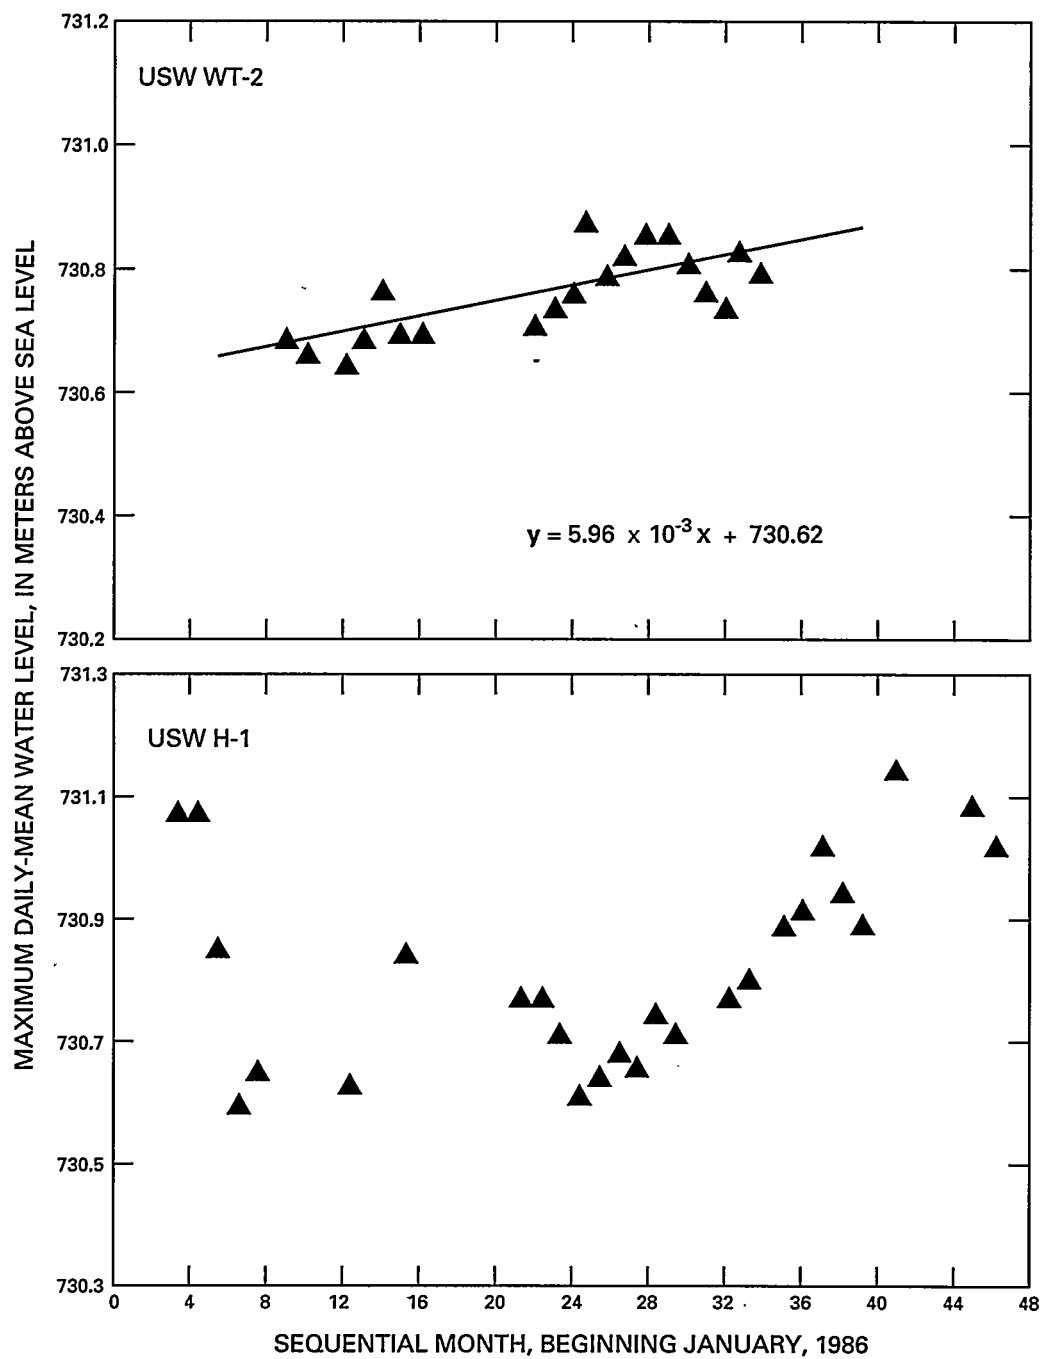 MAXIMUM DAILY-MEAN WATER LEVEL, IN METERS ABOVE SEA LEVEL
731.2
USW WT-2
731.0
730.8
730.6
730.4
y = 5.96 x 10⁻³ x + 730.62
730.2
731.3
USW H-1
731.1
730.9
730.7
730.5
730.3
0 4 8 12 16 20 24 28 32 36 40 44 48
SEQUENTIAL MONTH, BEGINNING JANUARY, 1986